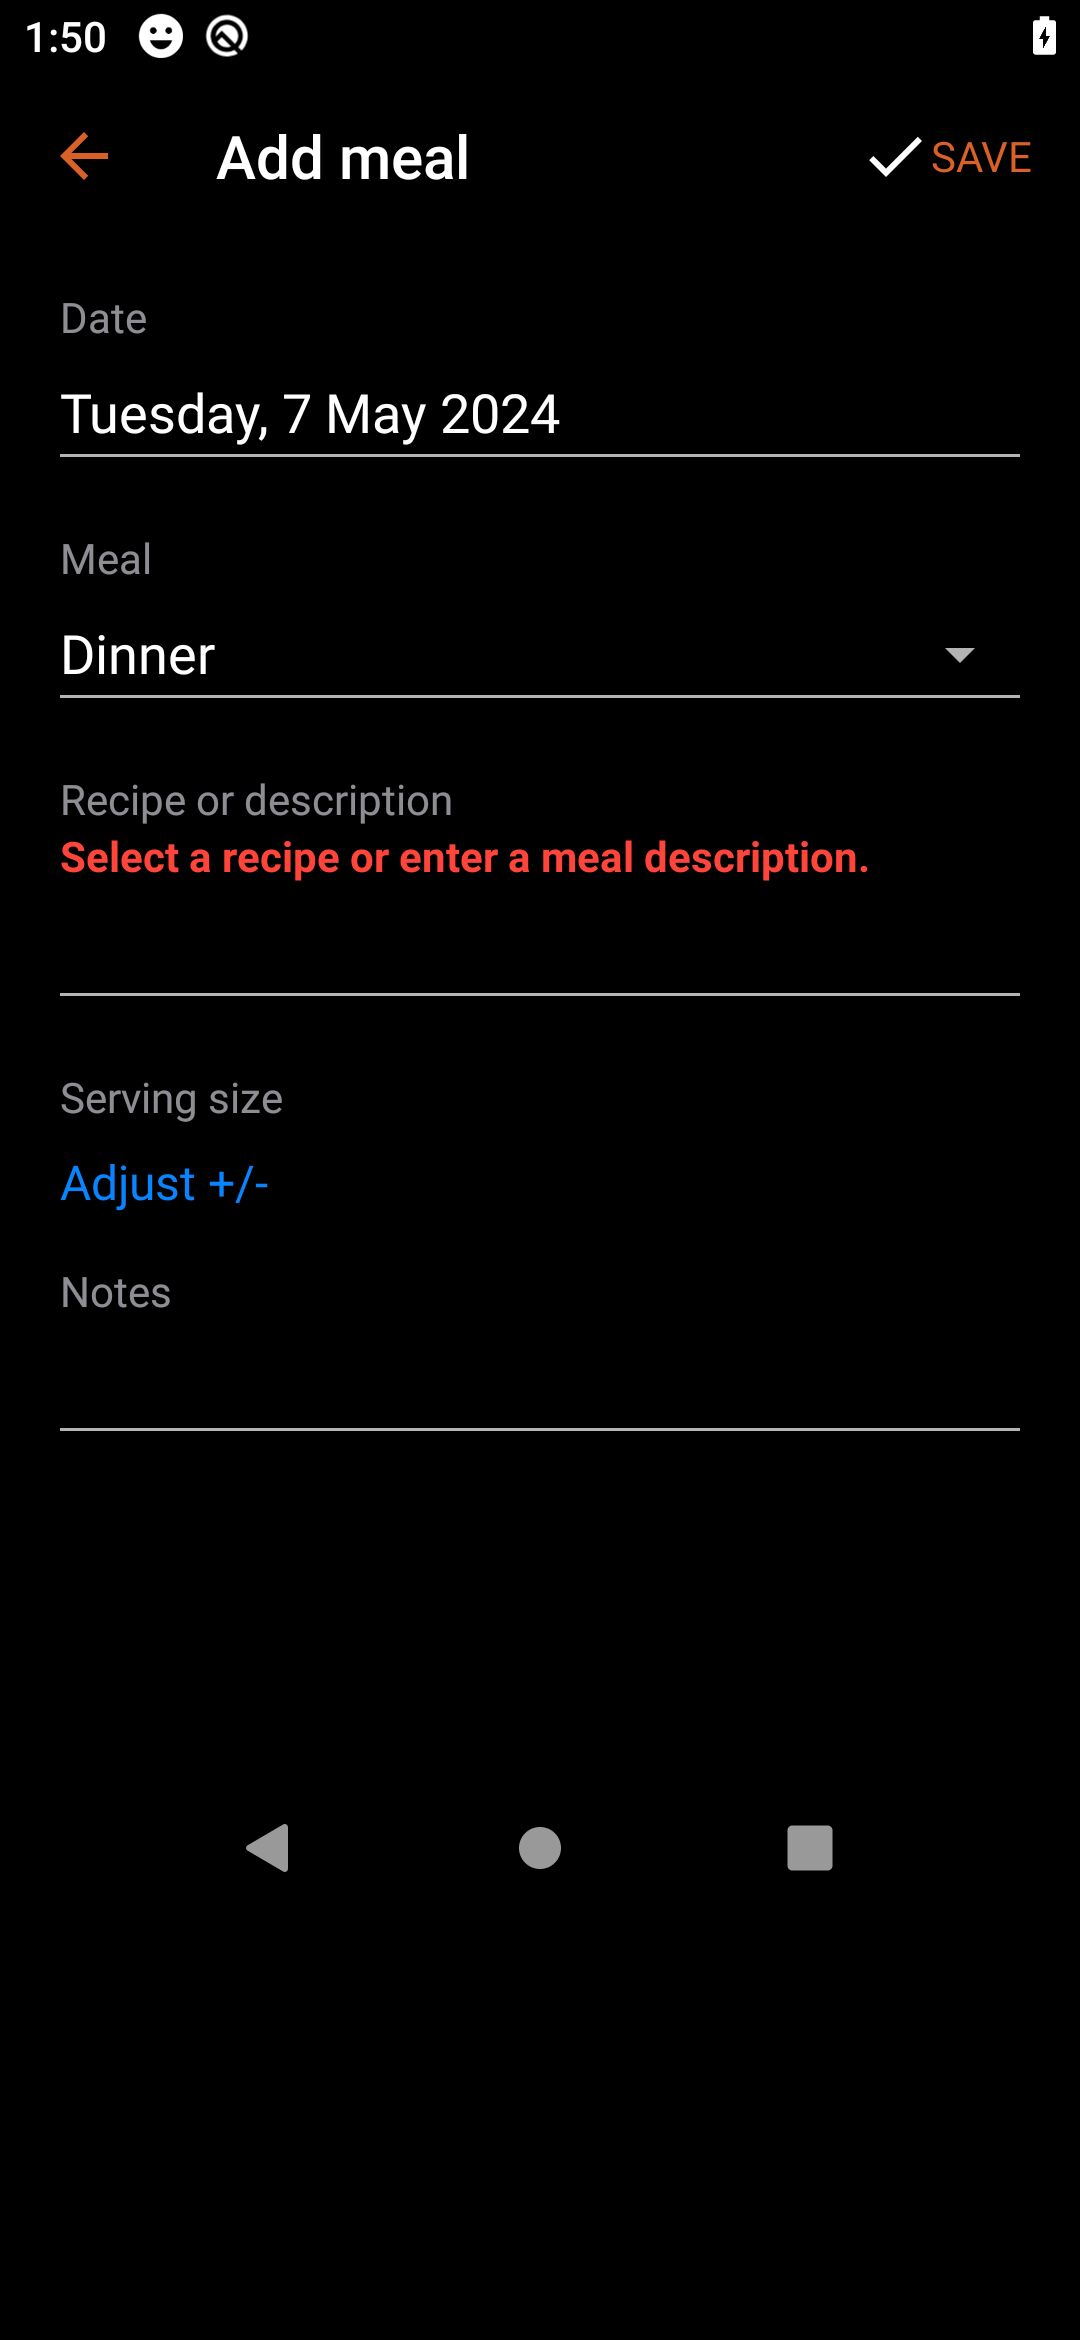 1:50
Add meal
SAVE
Date
Tuesday, 7 May 2024
Meal
Dinner
Recipe or description
Select a recipe or enter a meal description.
Serving size
Adjust +/-
Notes